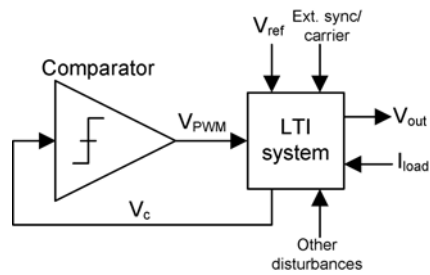 V_ref
Ext. sync/
carrier
Comparator
V_PWM
LTI
system
V_out
I_load
V_c
Other
disturbances